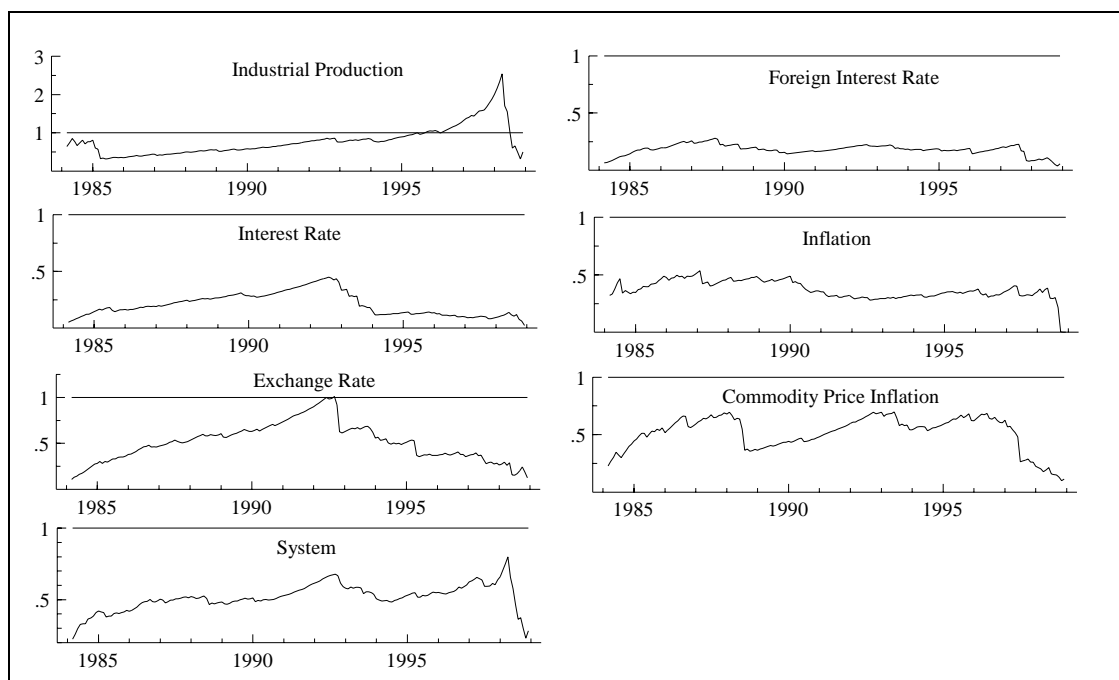 3
Industrial Production
2
1
1985 1990 1995
1
Foreign Interest Rate
.5
1985 1990 1995
1
Interest Rate
.5
1985 1990 1995
1
Inflation
.5
1985 1990 1995
Exchange Rate
1
.5
1985 1990 1995
1
Commodity Price Inflation
.5
1985 1990 1995
1
System
.5
1985 1990 1995